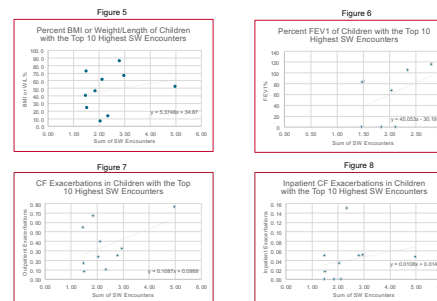 Figure 5
Percent BMI or Weight/Length of Children
with the Top 10 Highest SW Encounters
BMI or W/L%
100.0
90.0
80.0
70.0
60.0
50.0
40.0
30.0
20.0
10.0
0.0
y = 5.3746x + 34.87
0.00 1.00 2.00 3.00 4.00 5.00 6.00
Sum of SW Encounters
Figure 6
Percent FEV1 of Children with the Top 10
Highest SW Encounters
FEV1%
140
120
100
80
60
40
20
0
y = 45.053x - 30.19
0.00 0.50 1.00 1.50 2.00 2.50
Sum of SW Encounters
Figure 7
CF Exacerbations in Children with the Top
10 Highest SW Encounters
Outpatient Exacerbations
0.80
0.70
0.60
0.50
0.40
0.30
0.20
0.10
0.00
y = 0.1087x + 0.0989
0.00 1.00 2.00 3.00 4.00 5.00 6.00
Sum of SW Encounters
Figure 8
Inpatient CF Exacerbations in Children
with the Top 10 Highest SW Encounters
Inpatient Exacerbations
0.16
0.14
0.12
0.10
0.08
0.06
0.04
0.02
0.00
y = 0.0108x + 0.014
0.00 1.00 2.00 3.00 4.00 5.00 6.00
Sum of SW Encounters